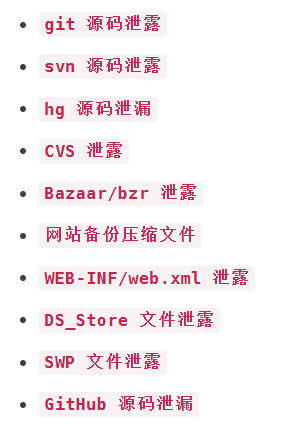 git 源码泄露
svn 源码泄露
hg 源码泄漏
CVS 泄露
Bazaar/bzr 泄露
网站备份压缩文件
WEB-INF/web.xml 泄露
DS_Store 文件泄露
SWP 文件泄露
GitHub 源码泄漏